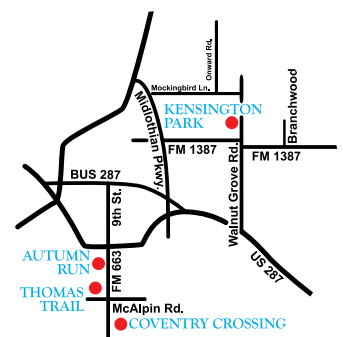 Onward Rd.
Mockingbird Ln.
Midlothian Pkwy.
KENSINGTON
PARK
Branchwood
FM 1387
FM 1387
Walnut Grove Rd.
BUS 287
9th St.
US 287
AUTUMN
RUN
FM 663
THOMAS
TRAIL
McAlpin Rd.
COVENTRY CROSSING